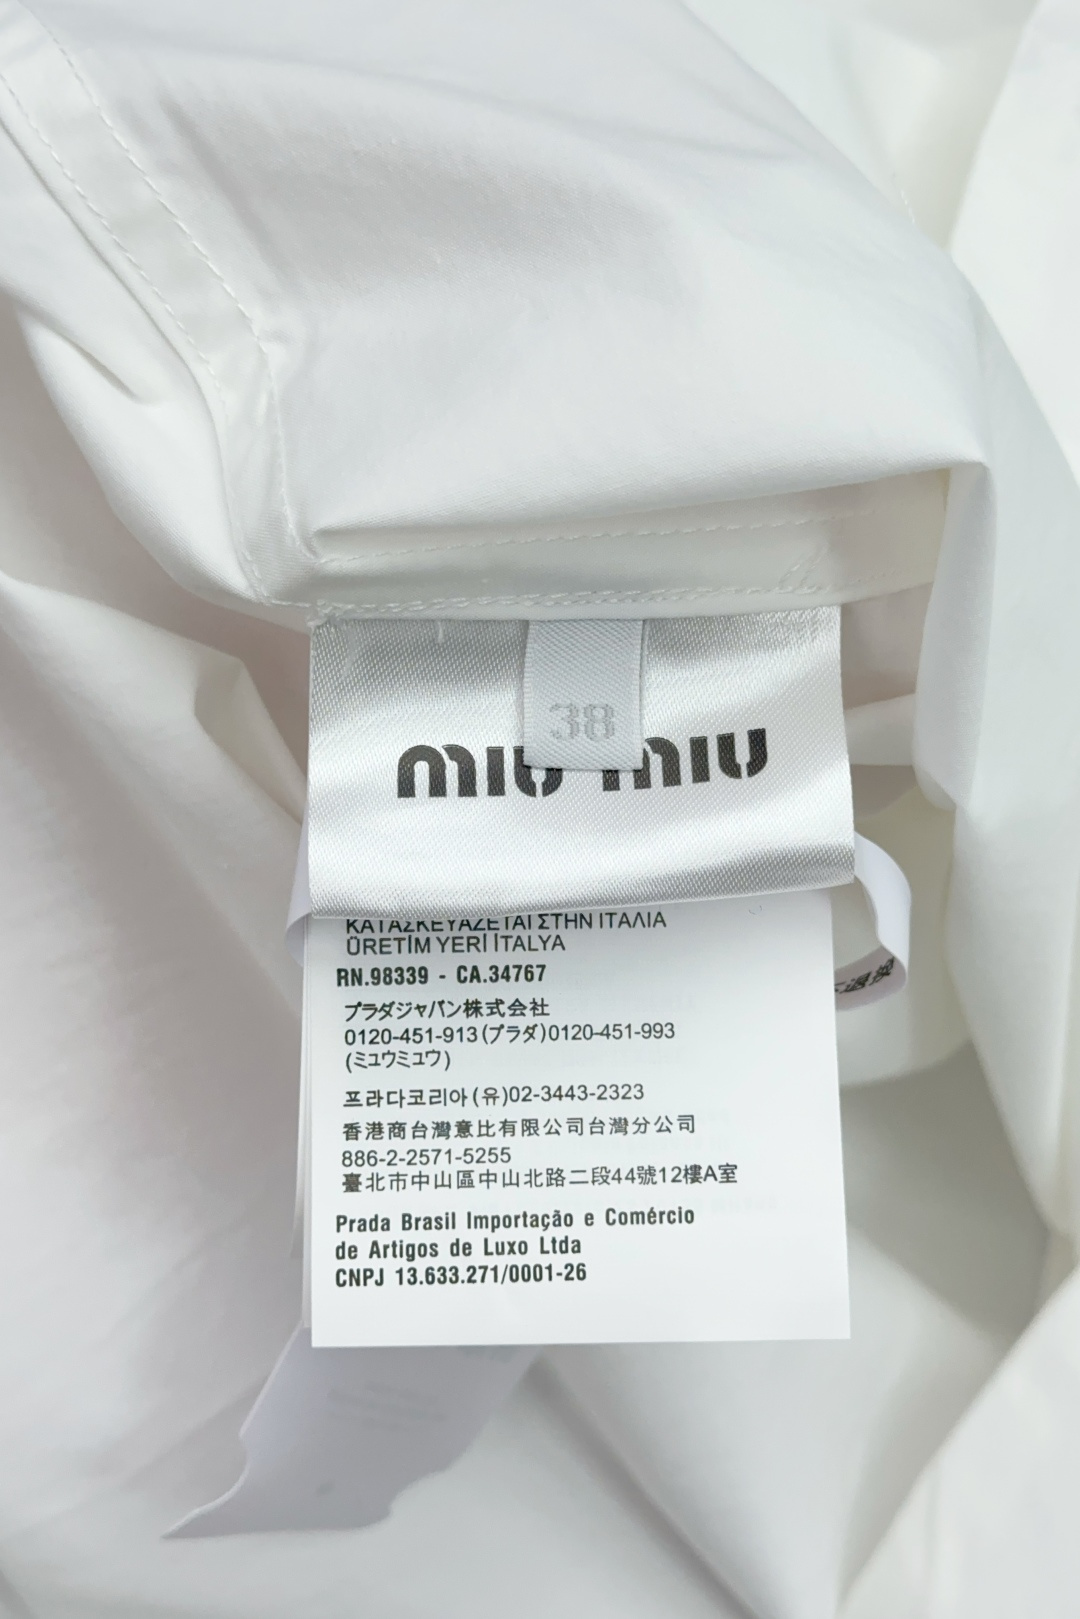 38
miu miu
ΚΑΤΑΣΚΕΥΑΖΕΤΑΙ ΣΤΗΝ ΙΤΑΛΙΑ
ÜRETİM YERİ İTALYA
RN.98339 - CA.34767
プラダジャパン株式会社
0120-451-913(プラダ)0120-451-993
(ミュウミュウ)
프라다코리아(유)02-3443-2323
香港商台灣意比有限公司台灣分公司
886-2-2571-5255
臺北市中山區中山北路二段44號12樓A室
Prada Brasil Importação e Comércio
de Artigos de Luxo Ltda
CNPJ 13.633.271/0001-26
退換